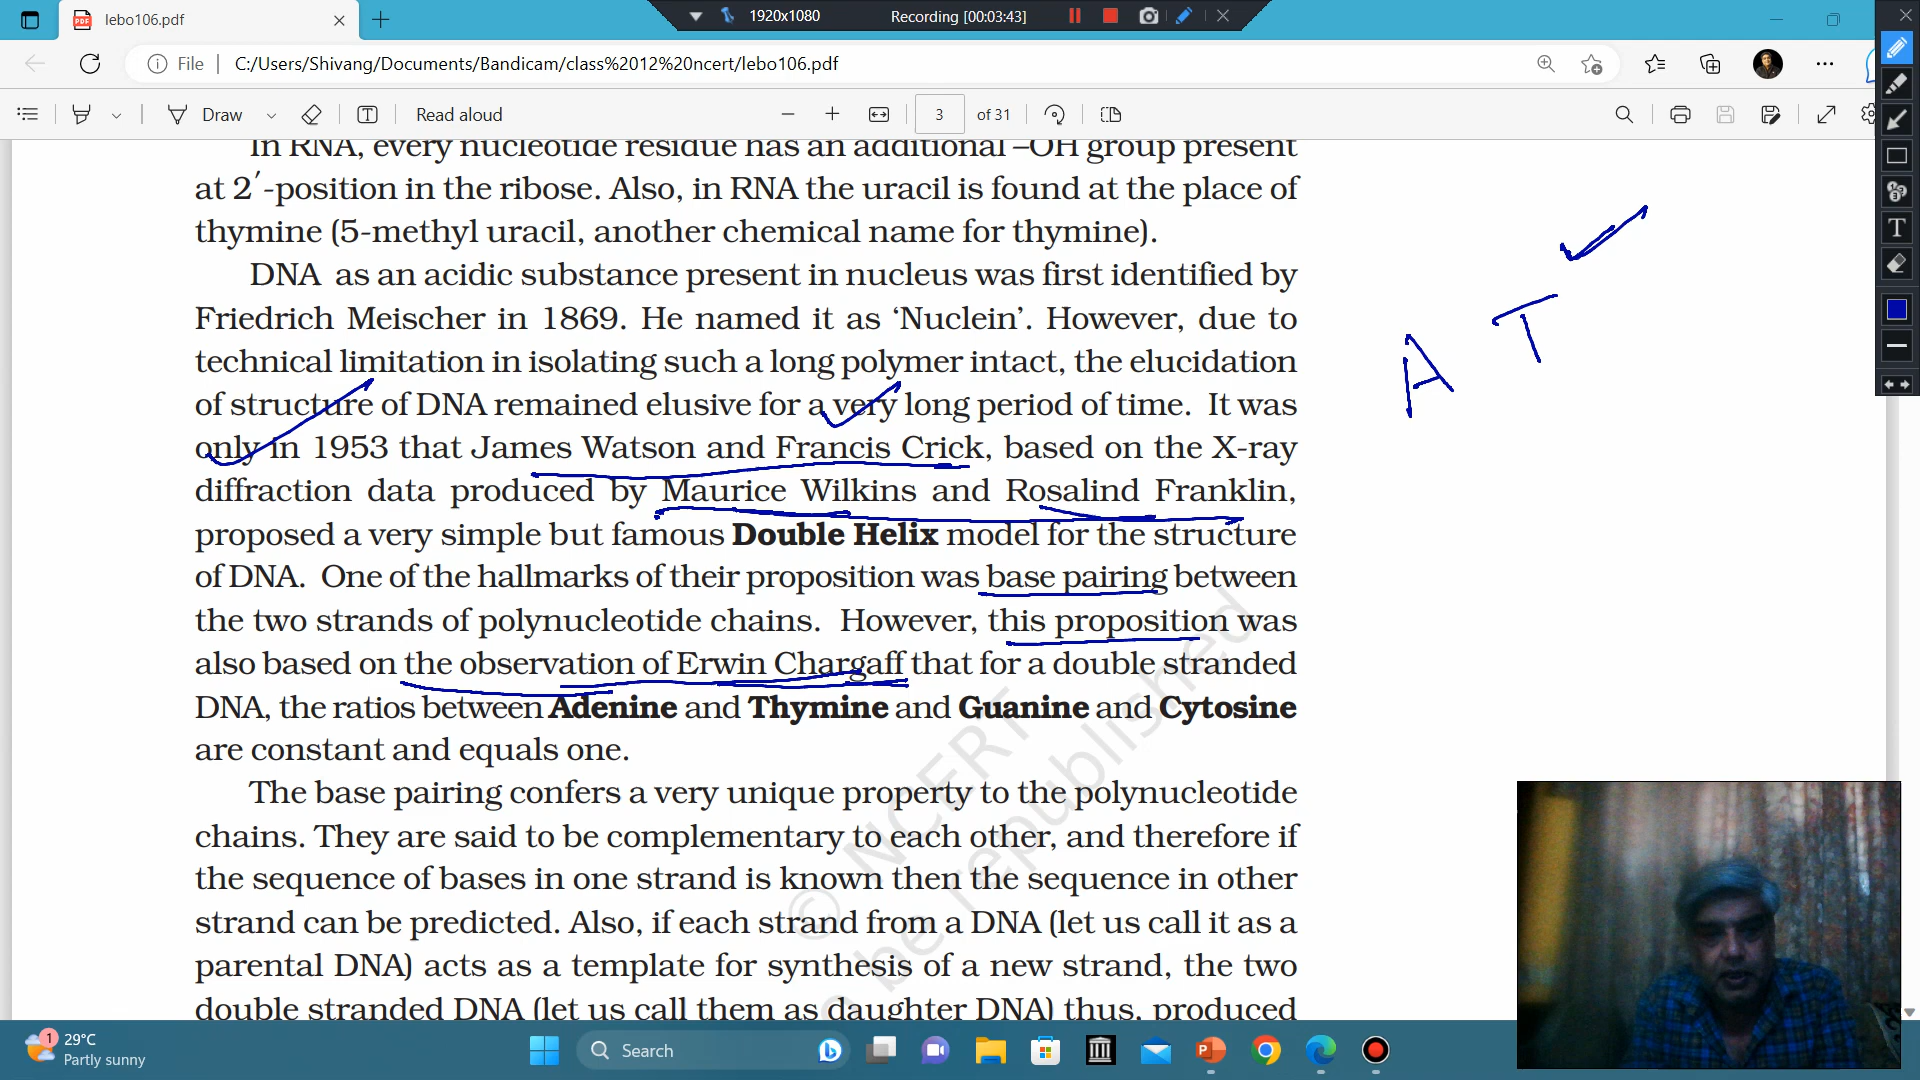 lebo106.pdf
1920x1080
Recording [00:03:43]
File
C:/Users/Shivang/Documents/Bandicam/class%2012%20ncert/lebo106.pdf
Draw
Read aloud
3
of 31
In RNA, every nucleotide residue has an additional –OH group present
at 2′-position in the ribose. Also, in RNA the uracil is found at the place of
thymine (5-methyl uracil, another chemical name for thymine).
DNA as an acidic substance present in nucleus was first identified by
Friedrich Meischer in 1869. He named it as ‘Nuclein’. However, due to
technical limitation in isolating such a long polymer intact, the elucidation
of structure of DNA remained elusive for a very long period of time. It was
only in 1953 that James Watson and Francis Crick, based on the X-ray
diffraction data produced by Maurice Wilkins and Rosalind Franklin,
proposed a very simple but famous Double Helix model for the structure
of DNA. One of the hallmarks of their proposition was base pairing between
the two strands of polynucleotide chains. However, this proposition was
also based on the observation of Erwin Chargaff that for a double stranded
DNA, the ratios between Adenine and Thymine and Guanine and Cytosine
are constant and equals one.
The base pairing confers a very unique property to the polynucleotide
chains. They are said to be complementary to each other, and therefore if
the sequence of bases in one strand is known then the sequence in other
strand can be predicted. Also, if each strand from a DNA (let us call it as a
parental DNA) acts as a template for synthesis of a new strand, the two
double stranded DNA (let us call them as daughter DNA) thus, produced
A T
© NCERT
be republished
1
29°C
Partly sunny
Search